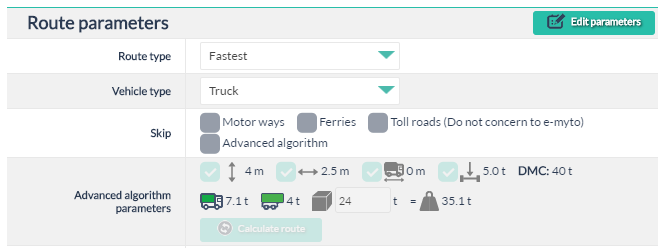 Route parameters
Edit parameters
Route type
Fastest
Vehicle type
Truck
Skip
Motor ways Ferries Toll roads (Do not concern to e-myto)
Advanced algorithm
Advanced algorithm parameters
4 m 2.5 m 0 m 5.0 t DMC: 40 t
7.1 t 4 t 24 t = 35.1 t
Calculate route